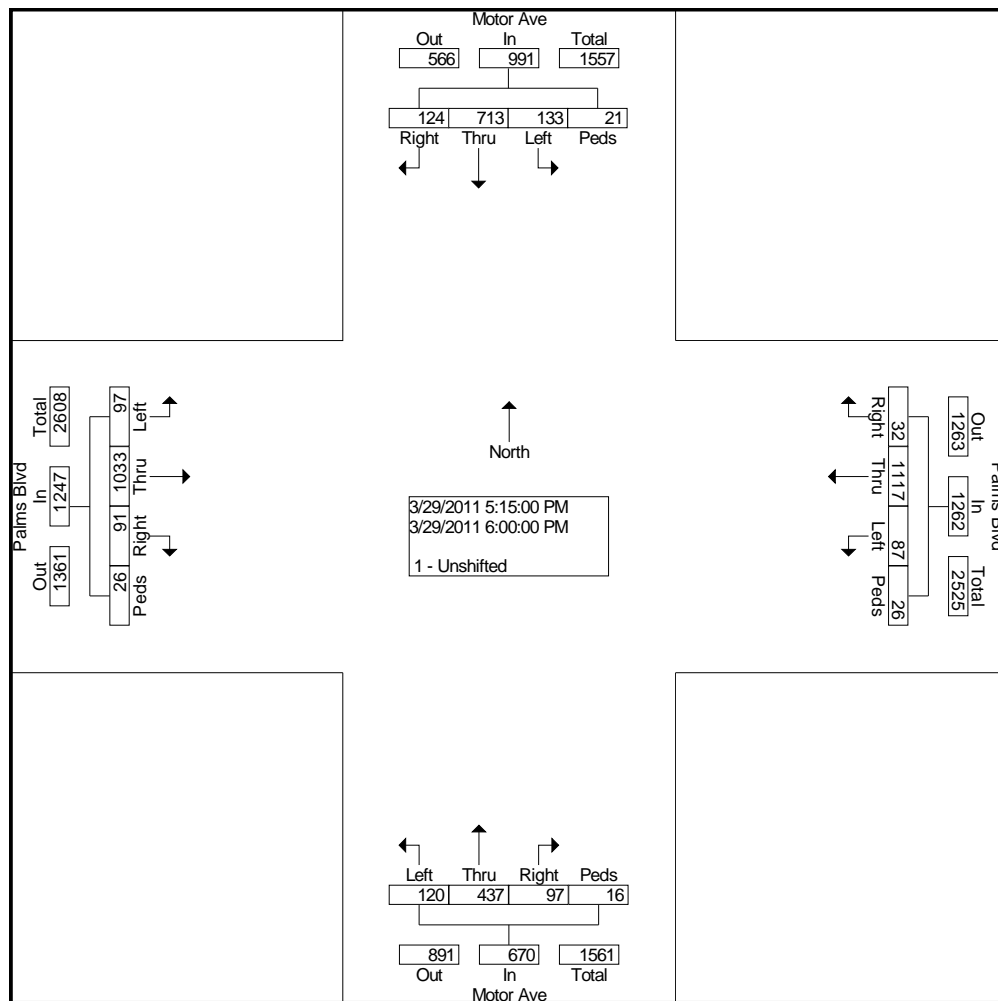 Motor Ave
Out In Total
566 991 1557
124 713 133 21
Right Thru Left Peds
Palms Blvd
Out In Total
1361 1247 2608
26 91 1033 97
Peds Right Thru Left
North
3/29/2011 5:15:00 PM
3/29/2011 6:00:00 PM
1 - Unshifted
Right Thru Left Peds
32 1117 87 26
Out In Total
1263 1262 2525
Palms Blvd
Left Thru Right Peds
120 437 97 16
891 670 1561
Out In Total
Motor Ave